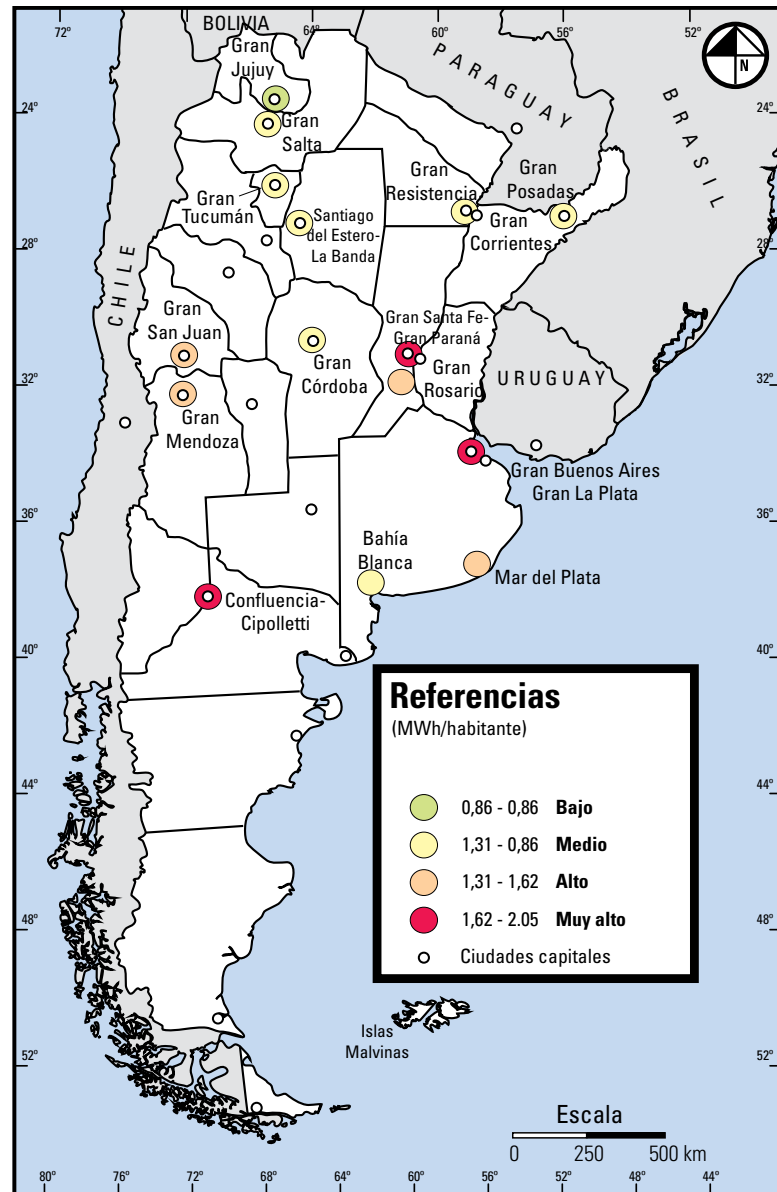 72°
68°
64°
60°
56°
BOLIVIA
Gran
Jujuy
PARAGUAY
BRASIL
N
24°
Gran
Salta
Gran
Resistencia
Gran
Posadas
Gran
Tucumán
Santiago
del Estero-
La Banda
Gran
Corrientes
28°
CHILE
Gran
San Juan
Gran Santa Fe-
Gran Paraná
Gran
Córdoba
Gran
Rosario
URUGUAY
32°
32°
Gran
Mendoza
Gran Buenos Aires
Gran La Plata
36°
36°
Bahía
Blanca
Mar del Plata
Confluencia-
Cipolletti
40°
40°
Referencias
(MWh/habitante)
0,86 - 0,86 Bajo
1,31 - 0,86 Medio
1,31 - 1,62 Alto
1,62 - 2.05 Muy alto
Ciudades capitales
44°
44°
48°
48°
Islas
Malvinas
52°
52°
Escala
0 250 500 km
80°
76°
72°
68°
64°
60°
56°
52°
48°
44°
24°
28°